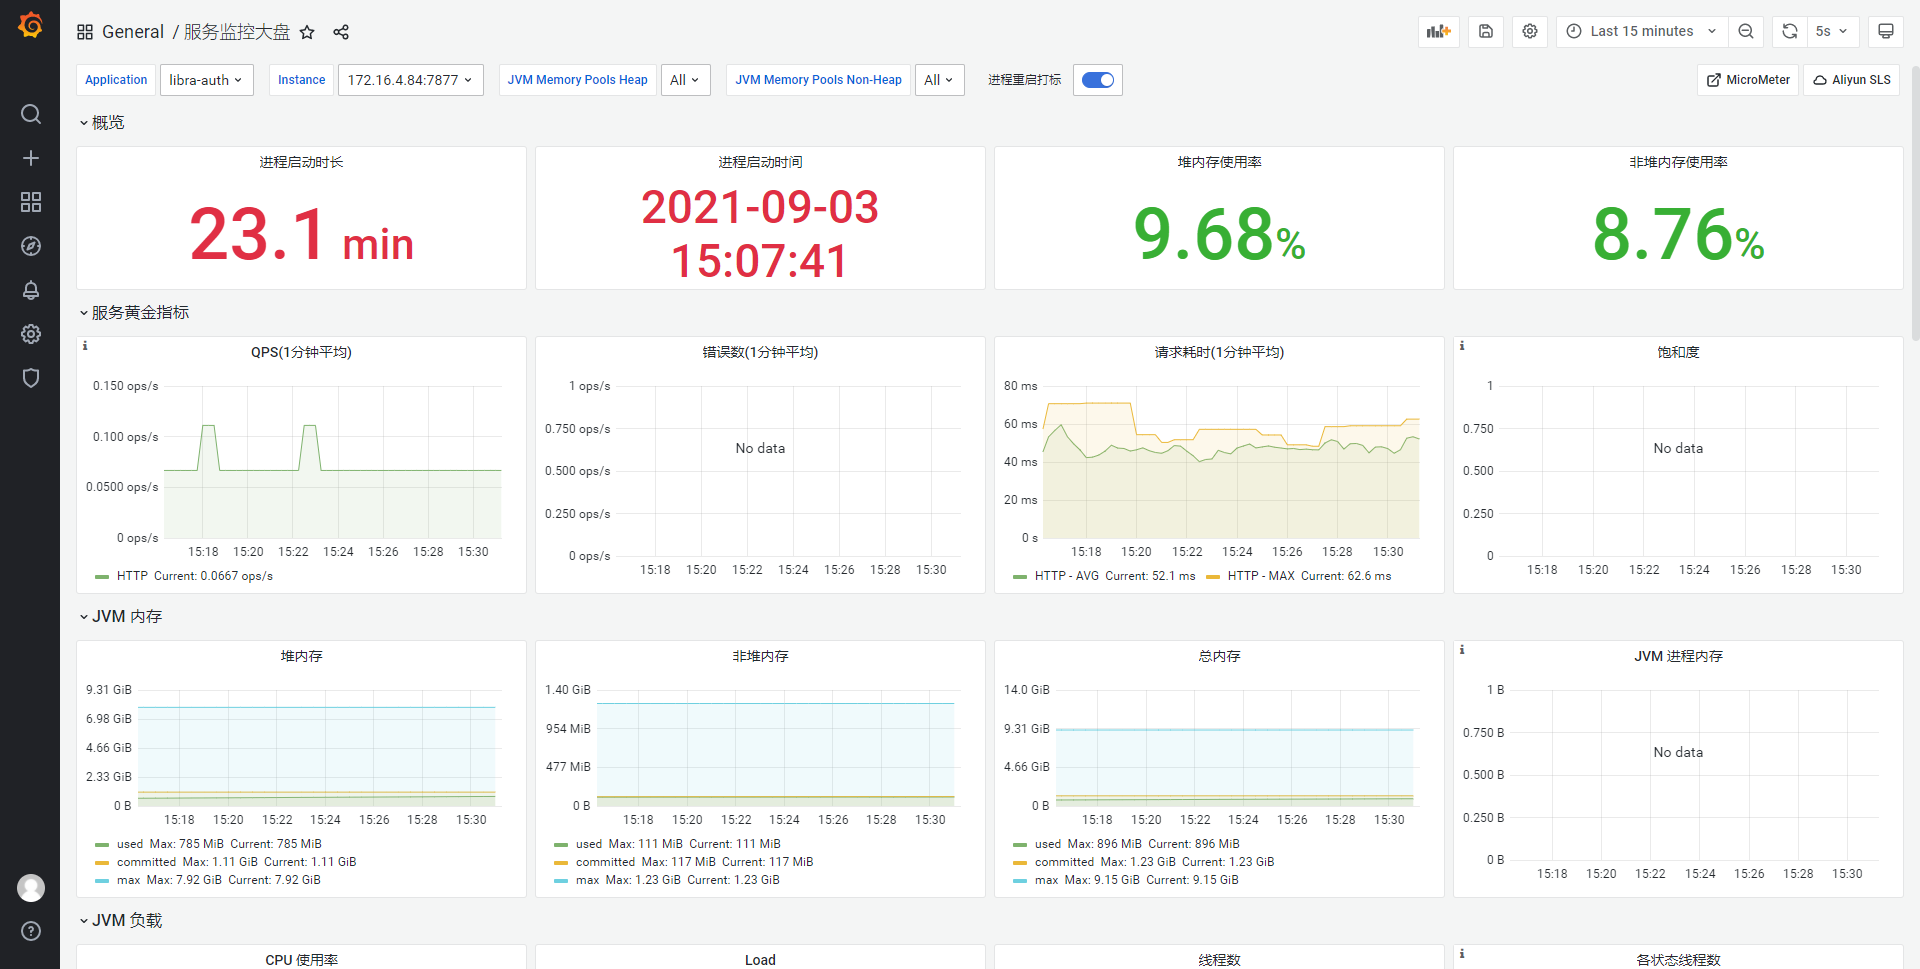 General / 服务监控大盘
Last 15 minutes
5s
Application libra-auth Instance 172.16.4.84:7877 JVM Memory Pools Heap All JVM Memory Pools Non-Heap All 进程重启打标 MicroMeter Aliyun SLS
概览
进程启动时长
23.1 min
进程启动时间
2021-09-03
15:07:41
堆内存使用率
9.68%
非堆内存使用率
8.76%
服务黄金指标
QPS(1分钟平均)
0.150 ops/s
0.100 ops/s
0.0500 ops/s
0 ops/s
15:18 15:20 15:22 15:24 15:26 15:28 15:30
HTTP Current: 0.0667 ops/s
错误数(1分钟平均)
1 ops/s
0.750 ops/s
0.500 ops/s
0.250 ops/s
0 ops/s
No data
15:18 15:20 15:22 15:24 15:26 15:28 15:30
请求耗时(1分钟平均)
80 ms
60 ms
40 ms
20 ms
0 s
15:18 15:20 15:22 15:24 15:26 15:28 15:30
HTTP - AVG Current: 52.1 ms HTTP - MAX Current: 62.6 ms
饱和度
1
0.750
0.500
0.250
0
No data
15:18 15:20 15:22 15:24 15:26 15:28 15:30
JVM 内存
堆内存
9.31 GiB
6.98 GiB
4.66 GiB
2.33 GiB
0 B
15:18 15:20 15:22 15:24 15:26 15:28 15:30
used Max: 785 MiB Current: 785 MiB
committed Max: 1.11 GiB Current: 1.11 GiB
max Max: 7.92 GiB Current: 7.92 GiB
非堆内存
1.40 GiB
954 MiB
477 MiB
0 B
15:18 15:20 15:22 15:24 15:26 15:28 15:30
used Max: 111 MiB Current: 111 MiB
committed Max: 117 MiB Current: 117 MiB
max Max: 1.23 GiB Current: 1.23 GiB
总内存
14.0 GiB
9.31 GiB
4.66 GiB
0 B
15:18 15:20 15:22 15:24 15:26 15:28 15:30
used Max: 896 MiB Current: 896 MiB
committed Max: 1.23 GiB Current: 1.23 GiB
max Max: 9.15 GiB Current: 9.15 GiB
JVM 进程内存
1 B
0.750 B
0.500 B
0.250 B
0 B
No data
15:18 15:20 15:22 15:24 15:26 15:28 15:30
JVM 负载
CPU 使用率
Load
线程数
各状态线程数